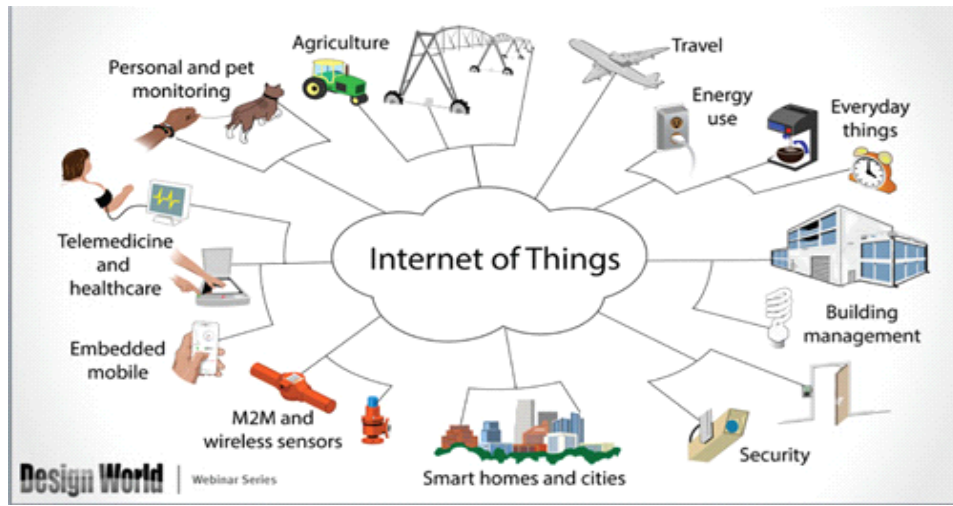 Agriculture
Travel
Personal and pet
monitoring
Energy
use
Everyday
things
Internet of Things
Telemedicine
and
healthcare
Building
management
Embedded
mobile
M2M and
wireless sensors
Smart homes and cities
Security
Design World
Webinar Series